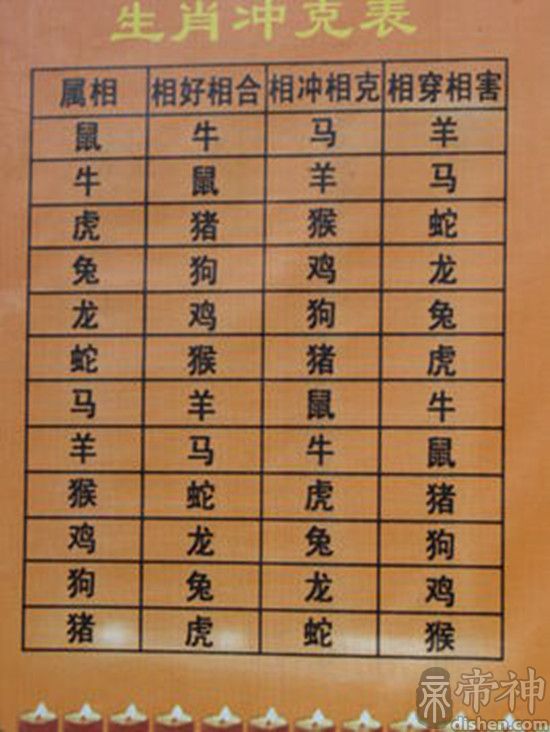 生肖冲克表
属相 相好相合 相冲相克 相穿相害
鼠 牛 马 羊
牛 鼠 羊 马
虎 猪 猴 蛇
兔 狗 鸡 龙
龙 鸡 狗 兔
蛇 猴 猪 虎
马 羊 鼠 牛
羊 马 牛 鼠
猴 蛇 虎 猪
鸡 龙 兔 狗
狗 兔 龙 鸡
猪 虎 蛇 猴
帝神
dishen.com